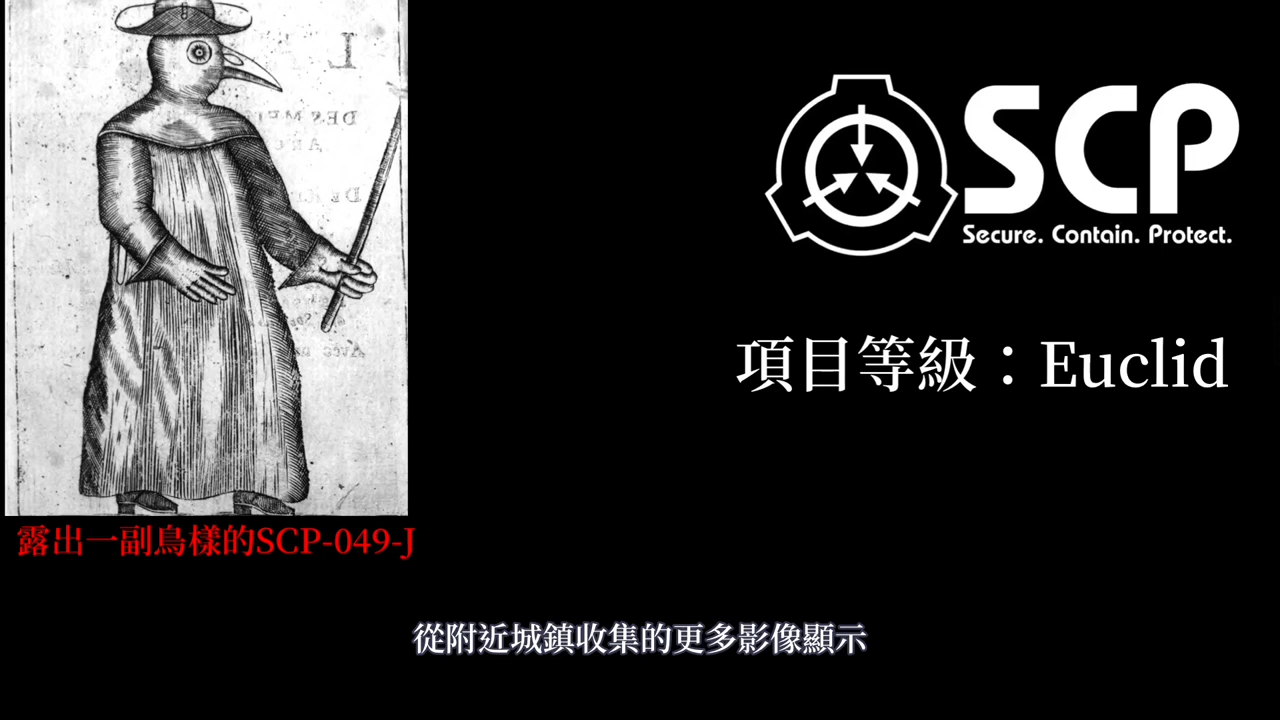 SCP
Secure. Contain. Protect.
項目等級：Euclid
露出一副鳥樣的SCP-049-J
從附近城鎮收集的更多影像顯示